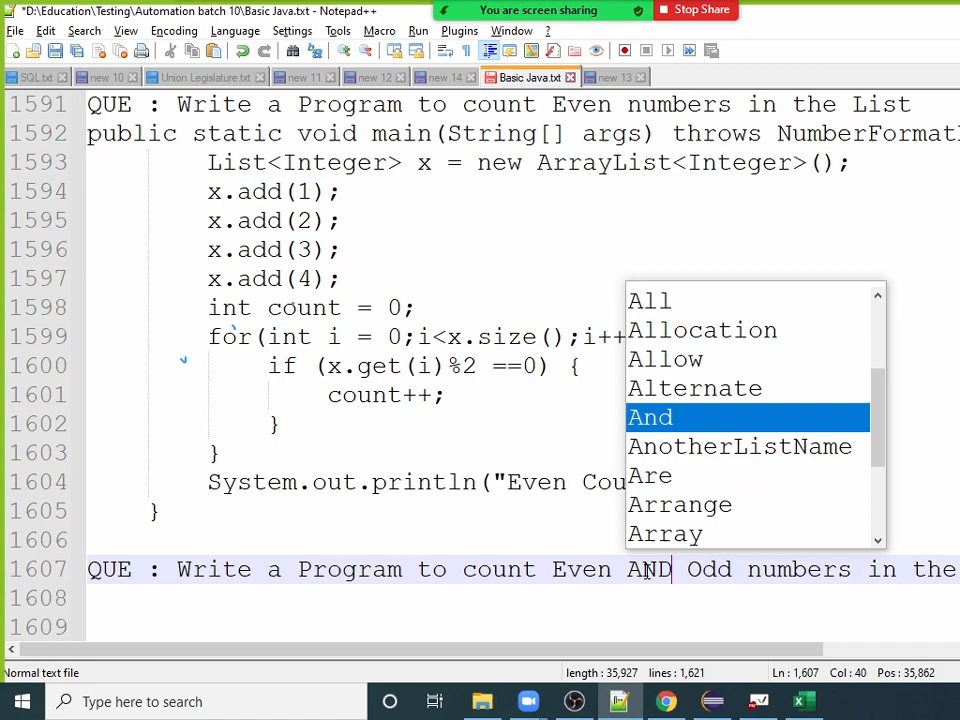 *D:\Education\Testing\Automation batch 10\Basic Java.txt - Notepad++
You are screen sharing
Stop Share
File Edit Search View Encoding Language Settings Tools Macro Run Plugins Window ?
SQL.txt new 10 Union Legislature.txt new 11 new 12 new 14 Basic Java.txt new 13
1591 QUE : Write a Program to count Even numbers in the List
1592 public static void main(String[] args) throws NumberFormat
1593 List<Integer> x = new ArrayList<Integer>();
1594 x.add(1);
1595 x.add(2);
1596 x.add(3);
1597 x.add(4);
1598 int count = 0;
1599 for(int i = 0;i<x.size();i++
1600 if (x.get(i)%2 ==0) {
1601 count++;
1602 }
1603 }
1604 System.out.println("Even Cou
1605 }
1606
1607 QUE : Write a Program to count Even AND Odd numbers in the
1608
1609
All
Allocation
Allow
Alternate
And
AnotherListName
Are
Arrange
Array
Normal text file length : 35,927 lines : 1,621 Ln : 1,607 Col : 40 Pos : 35,862
Type here to search